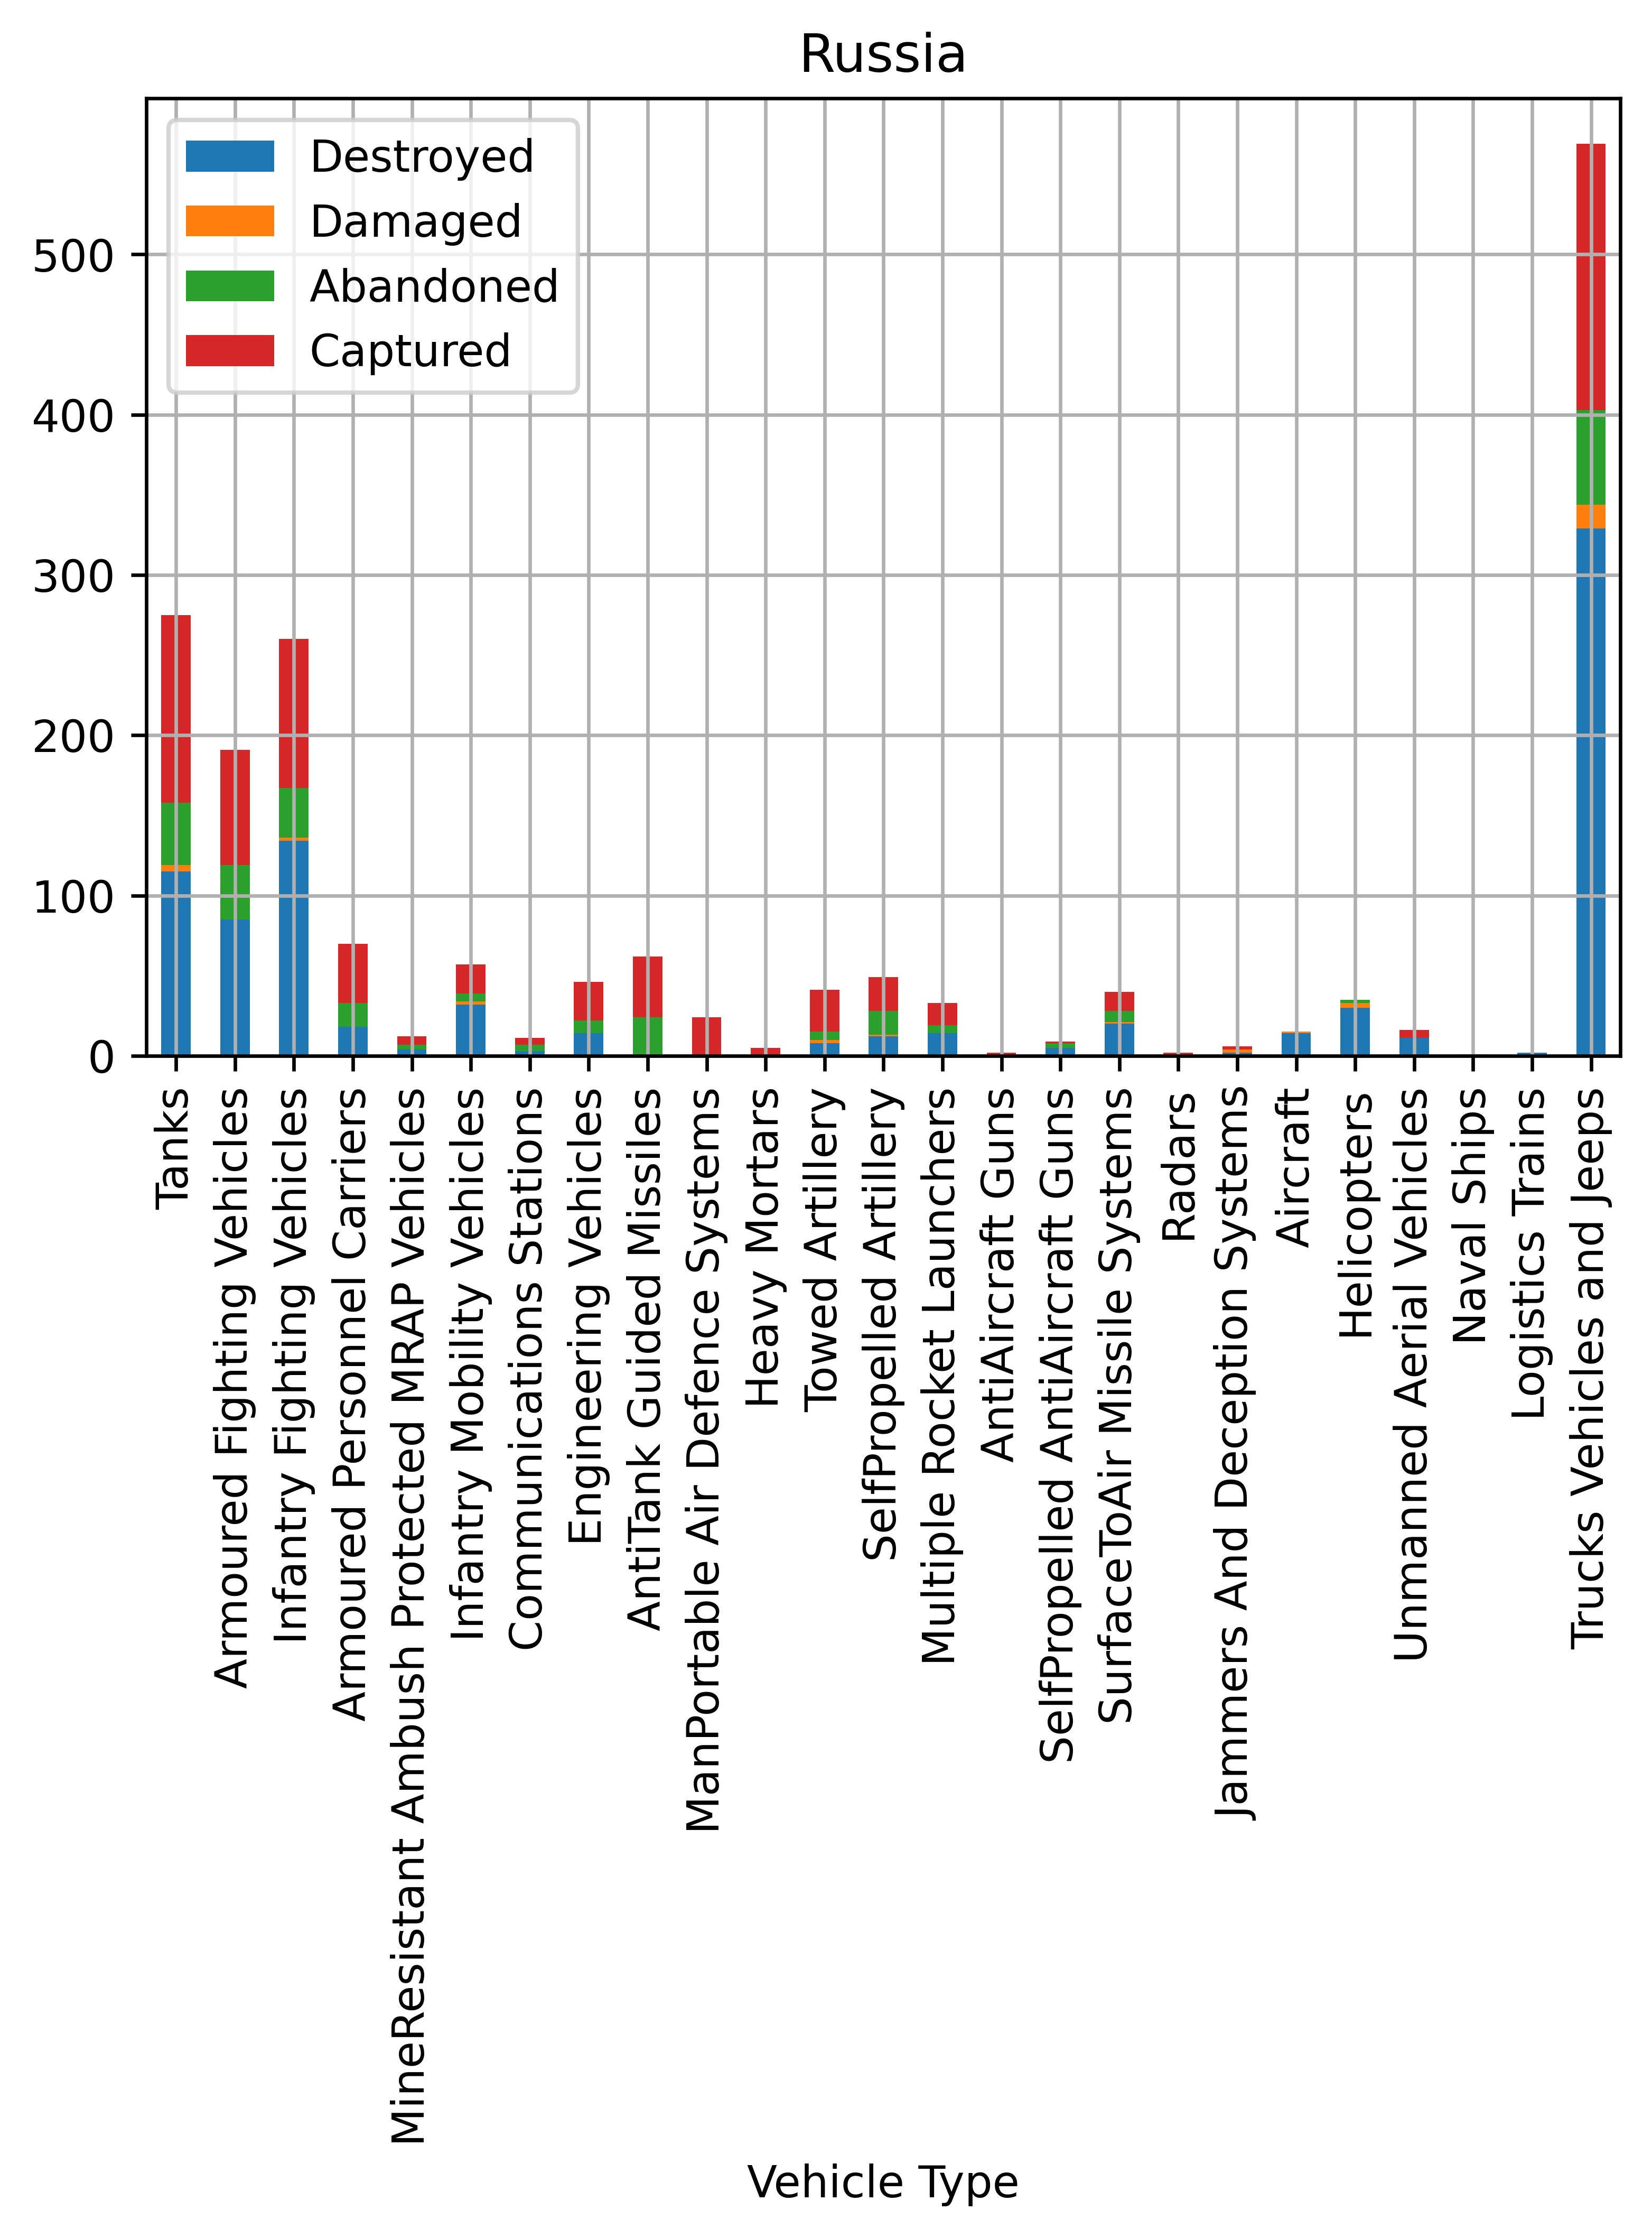 Russia
Destroyed
Damaged
Abandoned
Captured
500
400
300
200
100
0
Tanks
Armoured Fighting Vehicles
Infantry Fighting Vehicles
Armoured Personnel Carriers
MineResistant Ambush Protected MRAP Vehicles
Infantry Mobility Vehicles
Communications Stations
Engineering Vehicles
AntiTank Guided Missiles
ManPortable Air Defence Systems
Heavy Mortars
Towed Artillery
SelfPropelled Artillery
Multiple Rocket Launchers
AntiAircraft Guns
SelfPropelled AntiAircraft Guns
SurfaceToAir Missile Systems
Radars
Jammers And Deception Systems
Aircraft
Helicopters
Unmanned Aerial Vehicles
Naval Ships
Logistics Trains
Trucks Vehicles and Jeeps
Vehicle Type